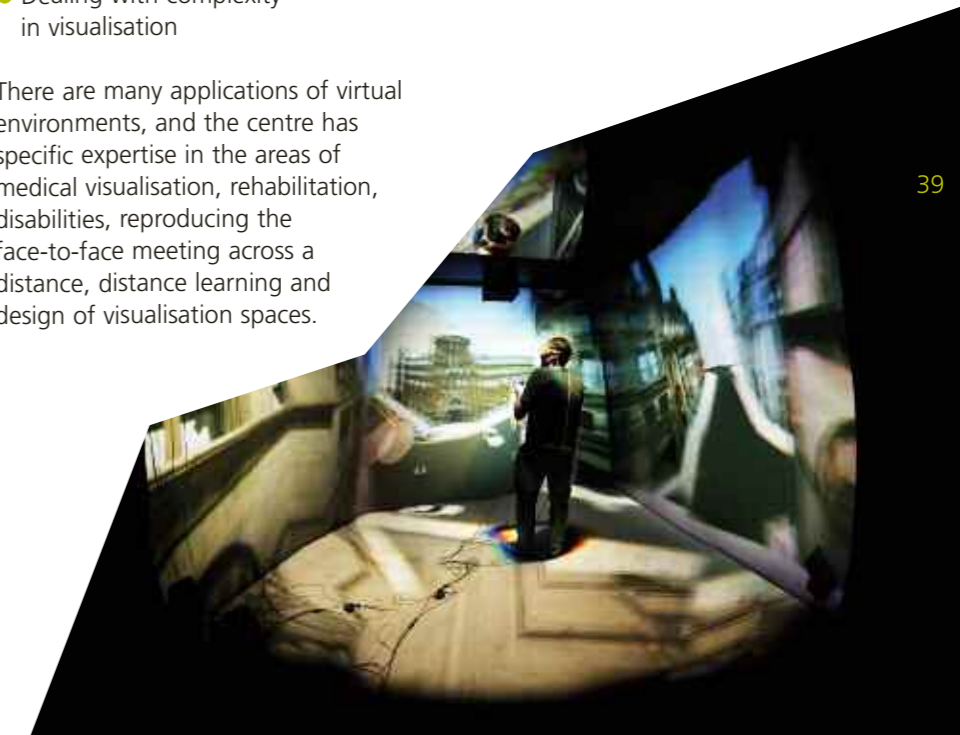 Dealing with complexity
in visualisation
There are many applications of virtual
environments, and the centre has
specific expertise in the areas of
medical visualisation, rehabilitation,
disabilities, reproducing the
face-to-face meeting across a
distance, distance learning and
design of visualisation spaces.
39